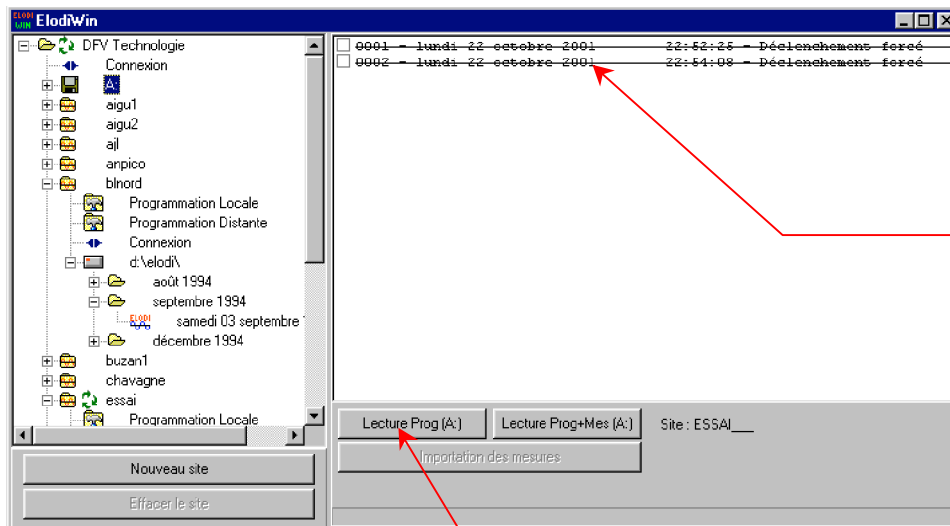 ELODI WIN ElodiWin
DFV Technologie
Connexion
A:
aigu1
aigu2
ajl
anpico
blnord
Programmation Locale
Programmation Distante
Connexion
d:\elodi\
août 1994
septembre 1994
ELODI samedi 03 septembre
décembre 1994
buzan1
chavagne
essai
Programmation Locale
Nouveau site
Effacer le site
0001 - lundi 22 octobre 2001 22:52:25 - Déclenchement forcé
0002 - lundi 22 octobre 2001 22:54:08 - Déclenchement forcé
Lecture Prog (A:) Lecture Prog+Mes (A:) Site : ESSAI___
Importation des mesures